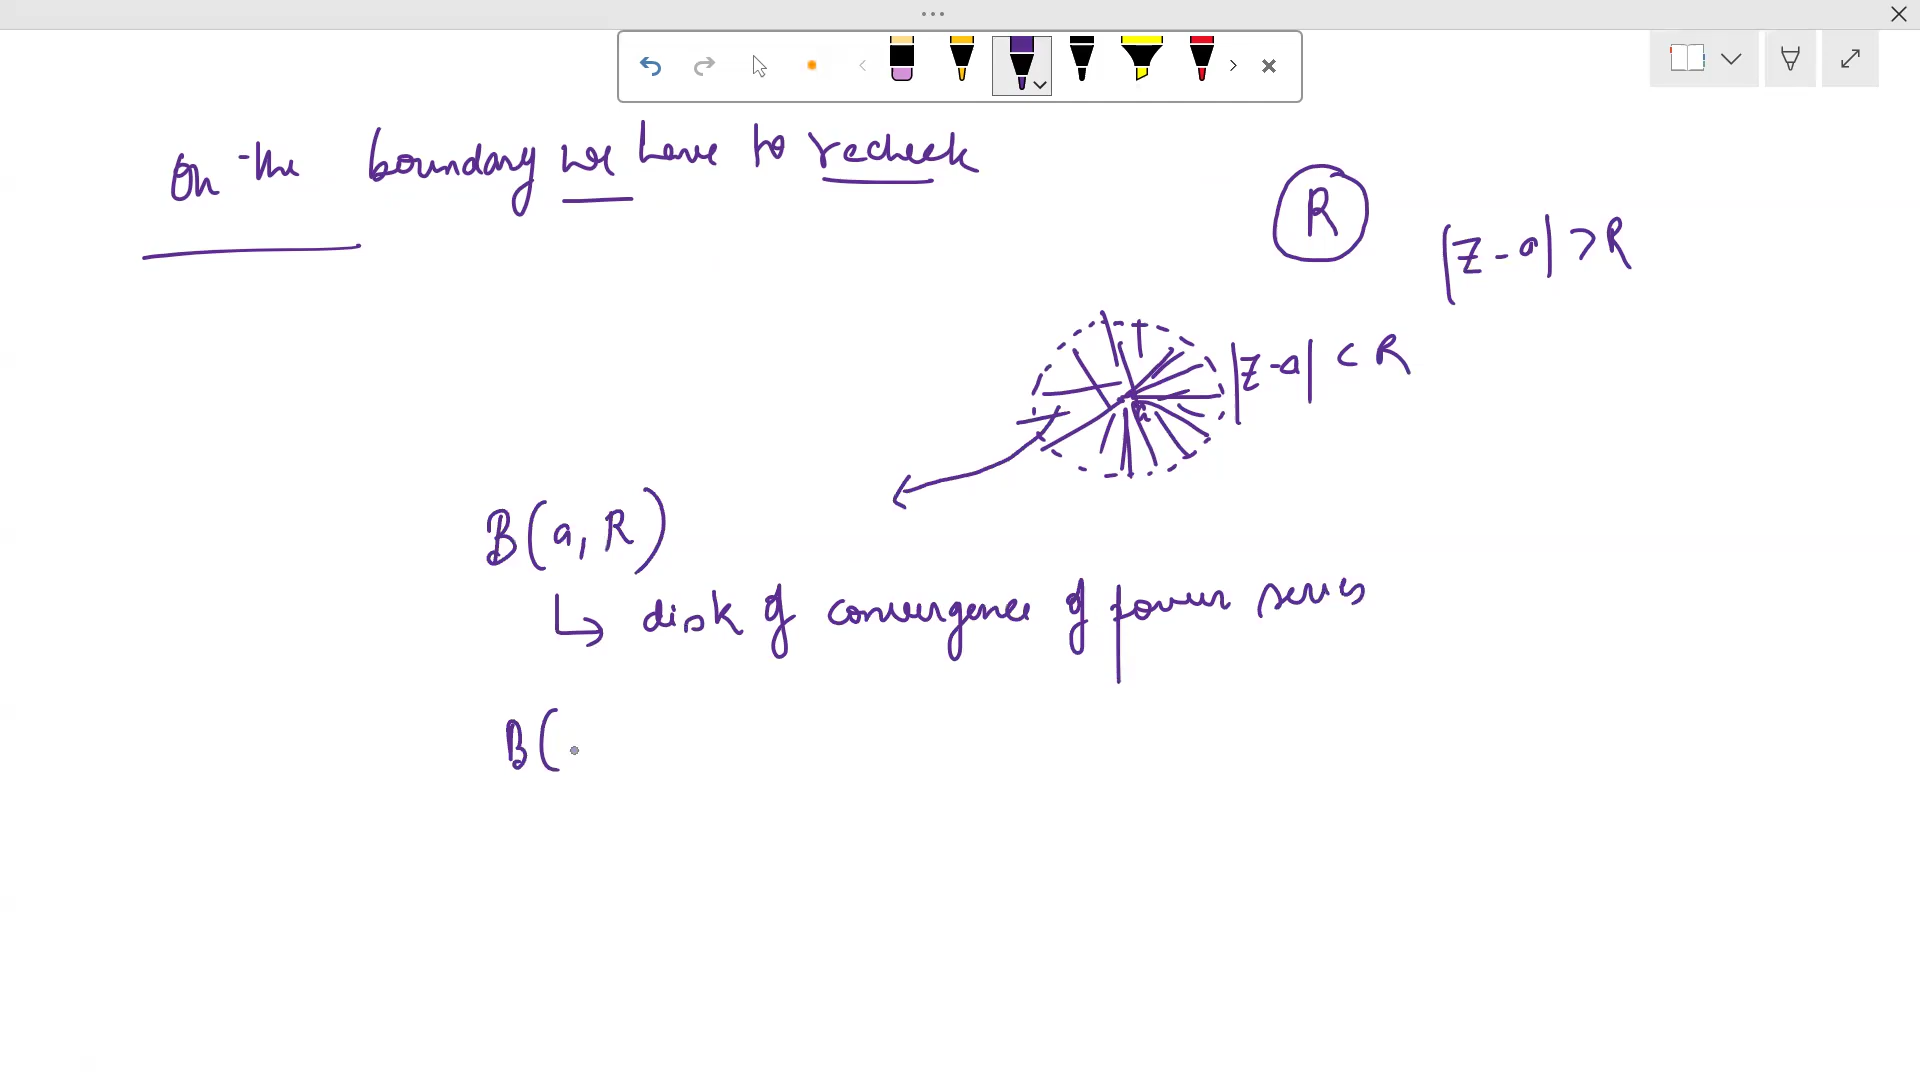 On the boundary we have to recheck
R
|z-a| > R
|z-a| < R
a
B(a, R)
↳ disk of convergence of power series
B(